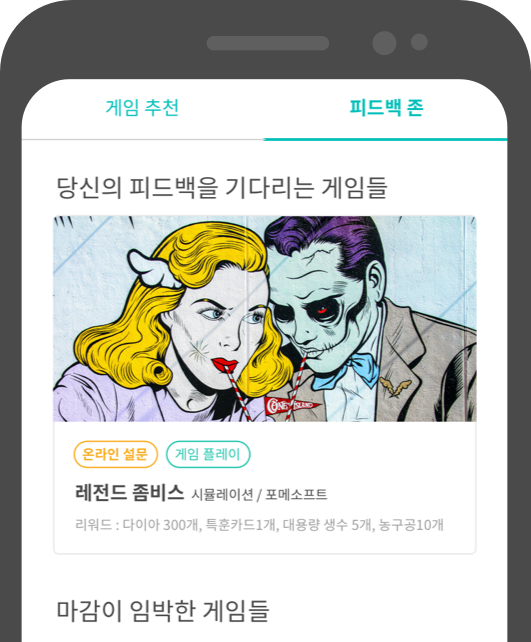 게임 추천
피드백 존
당신의 피드백을 기다리는 게임들
CONEY ISLAND
온라인 설문
게임 플레이
레전드 좀비스 시뮬레이션 / 포메소프트
리워드 : 다이아 300개, 특훈카드1개, 대용량 생수 5개, 농구공10개
마감이 임박한 게임들